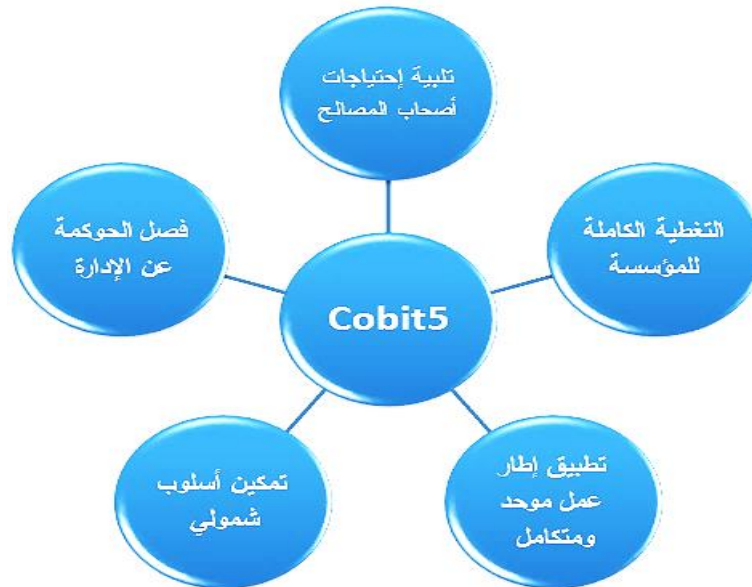 تلبية إحتياجات
أصحاب المصالح
التغطية الكاملة
للمؤسسة
تطبيق إطار
عمل موحد
ومتكامل
تمكين أسلوب
شمولي
فصل الحوكمة
عن الإدارة
Cobit5